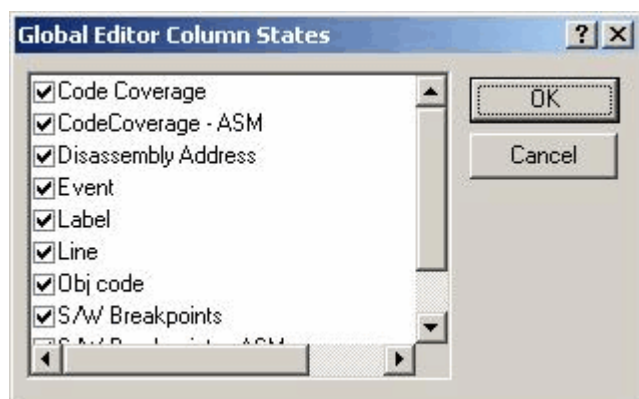 Global Editor Column States
Code Coverage
CodeCoverage - ASM
Disassembly Address
Event
Label
Line
Obj code
S/W Breakpoints
OK
Cancel